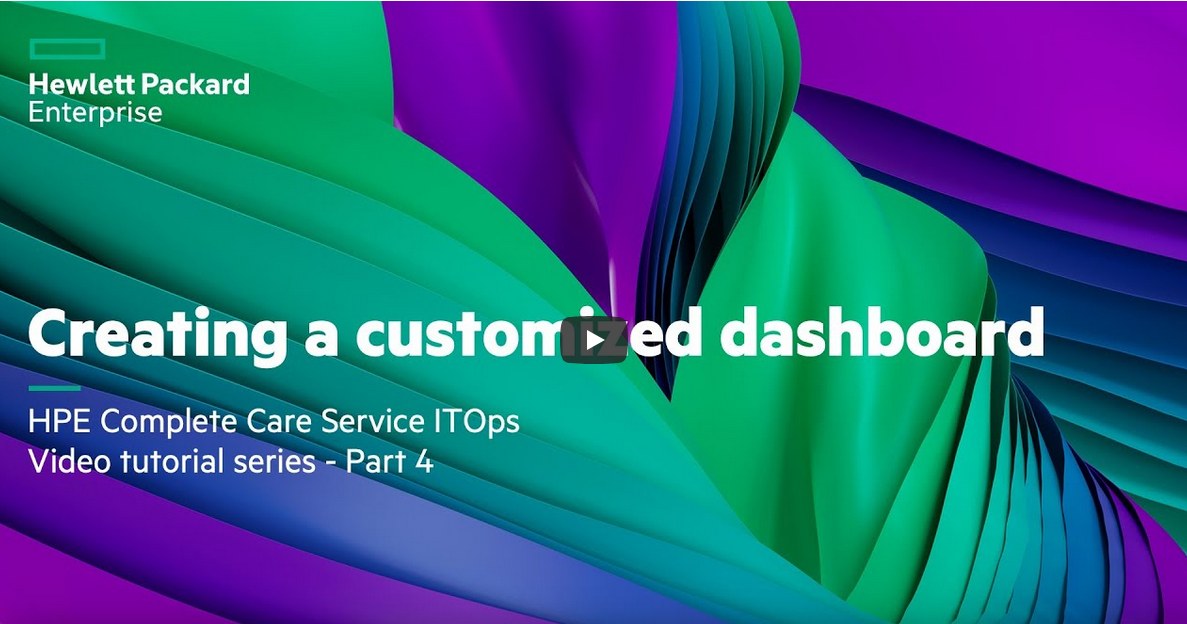 Hewlett Packard
Enterprise
Creating a customized dashboard
HPE Complete Care Service ITOps
Video tutorial series - Part 4